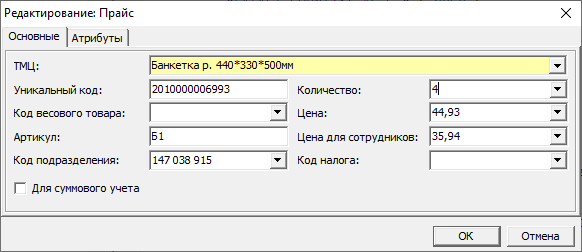 Редактирование: Прайс
Основные Атрибуты
ТМЦ: Банкетка р. 440*330*500мм
Уникальный код: 2010000006993 Количество: 4
Код весового товара: Цена: 44,93
Артикул: Б1 Цена для сотрудников: 35,94
Код подразделения: 147 038 915 Код налога:
Для суммового учета
OK Отмена